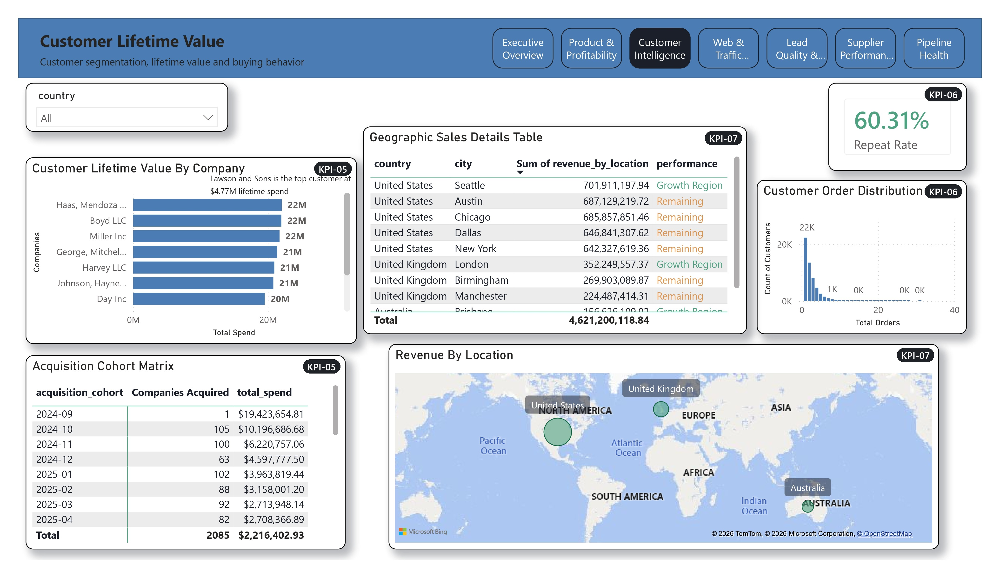 Customer Lifetime Value
Customer segmentation, lifetime value and buying behavior
Executive
Overview
Product &
Profitability
Customer
Intelligence
Web &
Traffic...
Lead
Quality &...
Supplier
Performan...
Pipeline
Health
country
All
KPI-06
60.31%
Repeat Rate
Customer Lifetime Value By Company
KPI-05
Lawson and Sons is the top customer at
$4.77M lifetime spend
Companies
Haas, Mendoza ... 22M
Boyd LLC 22M
Miller Inc 22M
George, Mitchel... 21M
Harvey LLC 21M
Johnson, Hayne... 21M
Day Inc 20M
0M 20M
Total Spend
Geographic Sales Details Table
KPI-07
country city Sum of revenue_by_location performance
United States Seattle 701,911,197.94 Growth Region
United States Austin 687,129,219.72 Remaining
United States Chicago 685,857,851.46 Remaining
United States Dallas 646,841,307.62 Remaining
United States New York 642,327,619.36 Remaining
United Kingdom London 352,249,557.37 Growth Region
United Kingdom Birmingham 269,903,089.87 Remaining
United Kingdom Manchester 224,487,414.31 Remaining
Australia Brisbane 156,626,109.92 Growth Region
Total 4,621,200,118.84
Customer Order Distribution
KPI-06
Count of Customers
22K
20K
1K 0K 0K 0K
0K
0 20 40
Total Orders
Acquisition Cohort Matrix
KPI-05
acquisition_cohort Companies Acquired total_spend
2024-09 1 $19,423,654.81
2024-10 105 $10,196,686.68
2024-11 100 $6,220,757.06
2024-12 63 $4,597,777.50
2025-01 102 $3,963,819.44
2025-02 88 $3,158,001.20
2025-03 92 $2,713,948.14
2025-04 82 $2,708,366.89
Total 2085 $2,216,402.93
Revenue By Location
KPI-07
United Kingdom
United States
NORTH AMERICA
EUROPE
ASIA
Pacific
Ocean
Atlantic
Ocean
AFRICA
SOUTH AMERICA
Australia
Indian
Ocean
AUSTRALIA
Microsoft Bing
© 2026 TomTom, © 2026 Microsoft Corporation, © OpenStreetMap